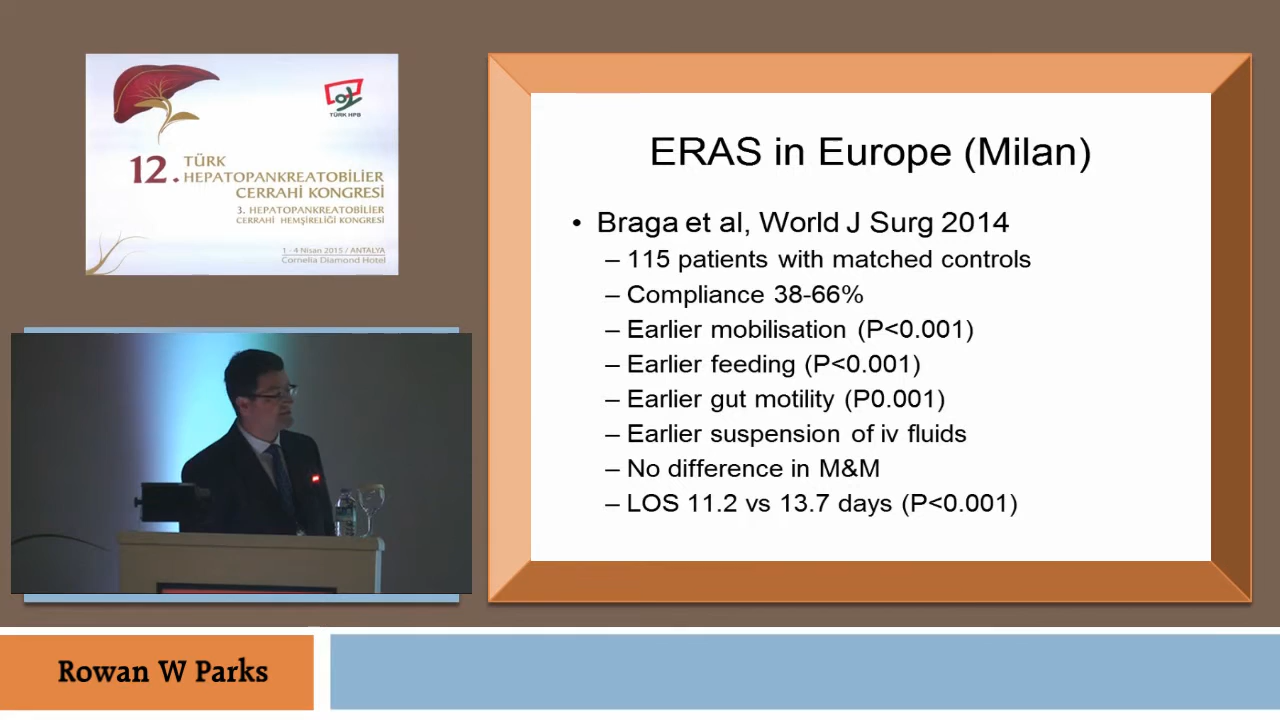 TÜRK HPB
12. TÜRK
HEPATOPANKREATOBİLİER
CERRAHİ KONGRESİ
3. HEPATOPANKREATOBİLİER
CERRAHİ HEMŞİRELİĞİ KONGRESİ
1 - 4 Nisan 2015 / ANTALYA
Cornelia Diamond Hotel
ERAS in Europe (Milan)
• Braga et al, World J Surg 2014
– 115 patients with matched controls
– Compliance 38-66%
– Earlier mobilisation (P<0.001)
– Earlier feeding (P<0.001)
– Earlier gut motility (P0.001)
– Earlier suspension of iv fluids
– No difference in M&M
– LOS 11.2 vs 13.7 days (P<0.001)
Rowan W Parks